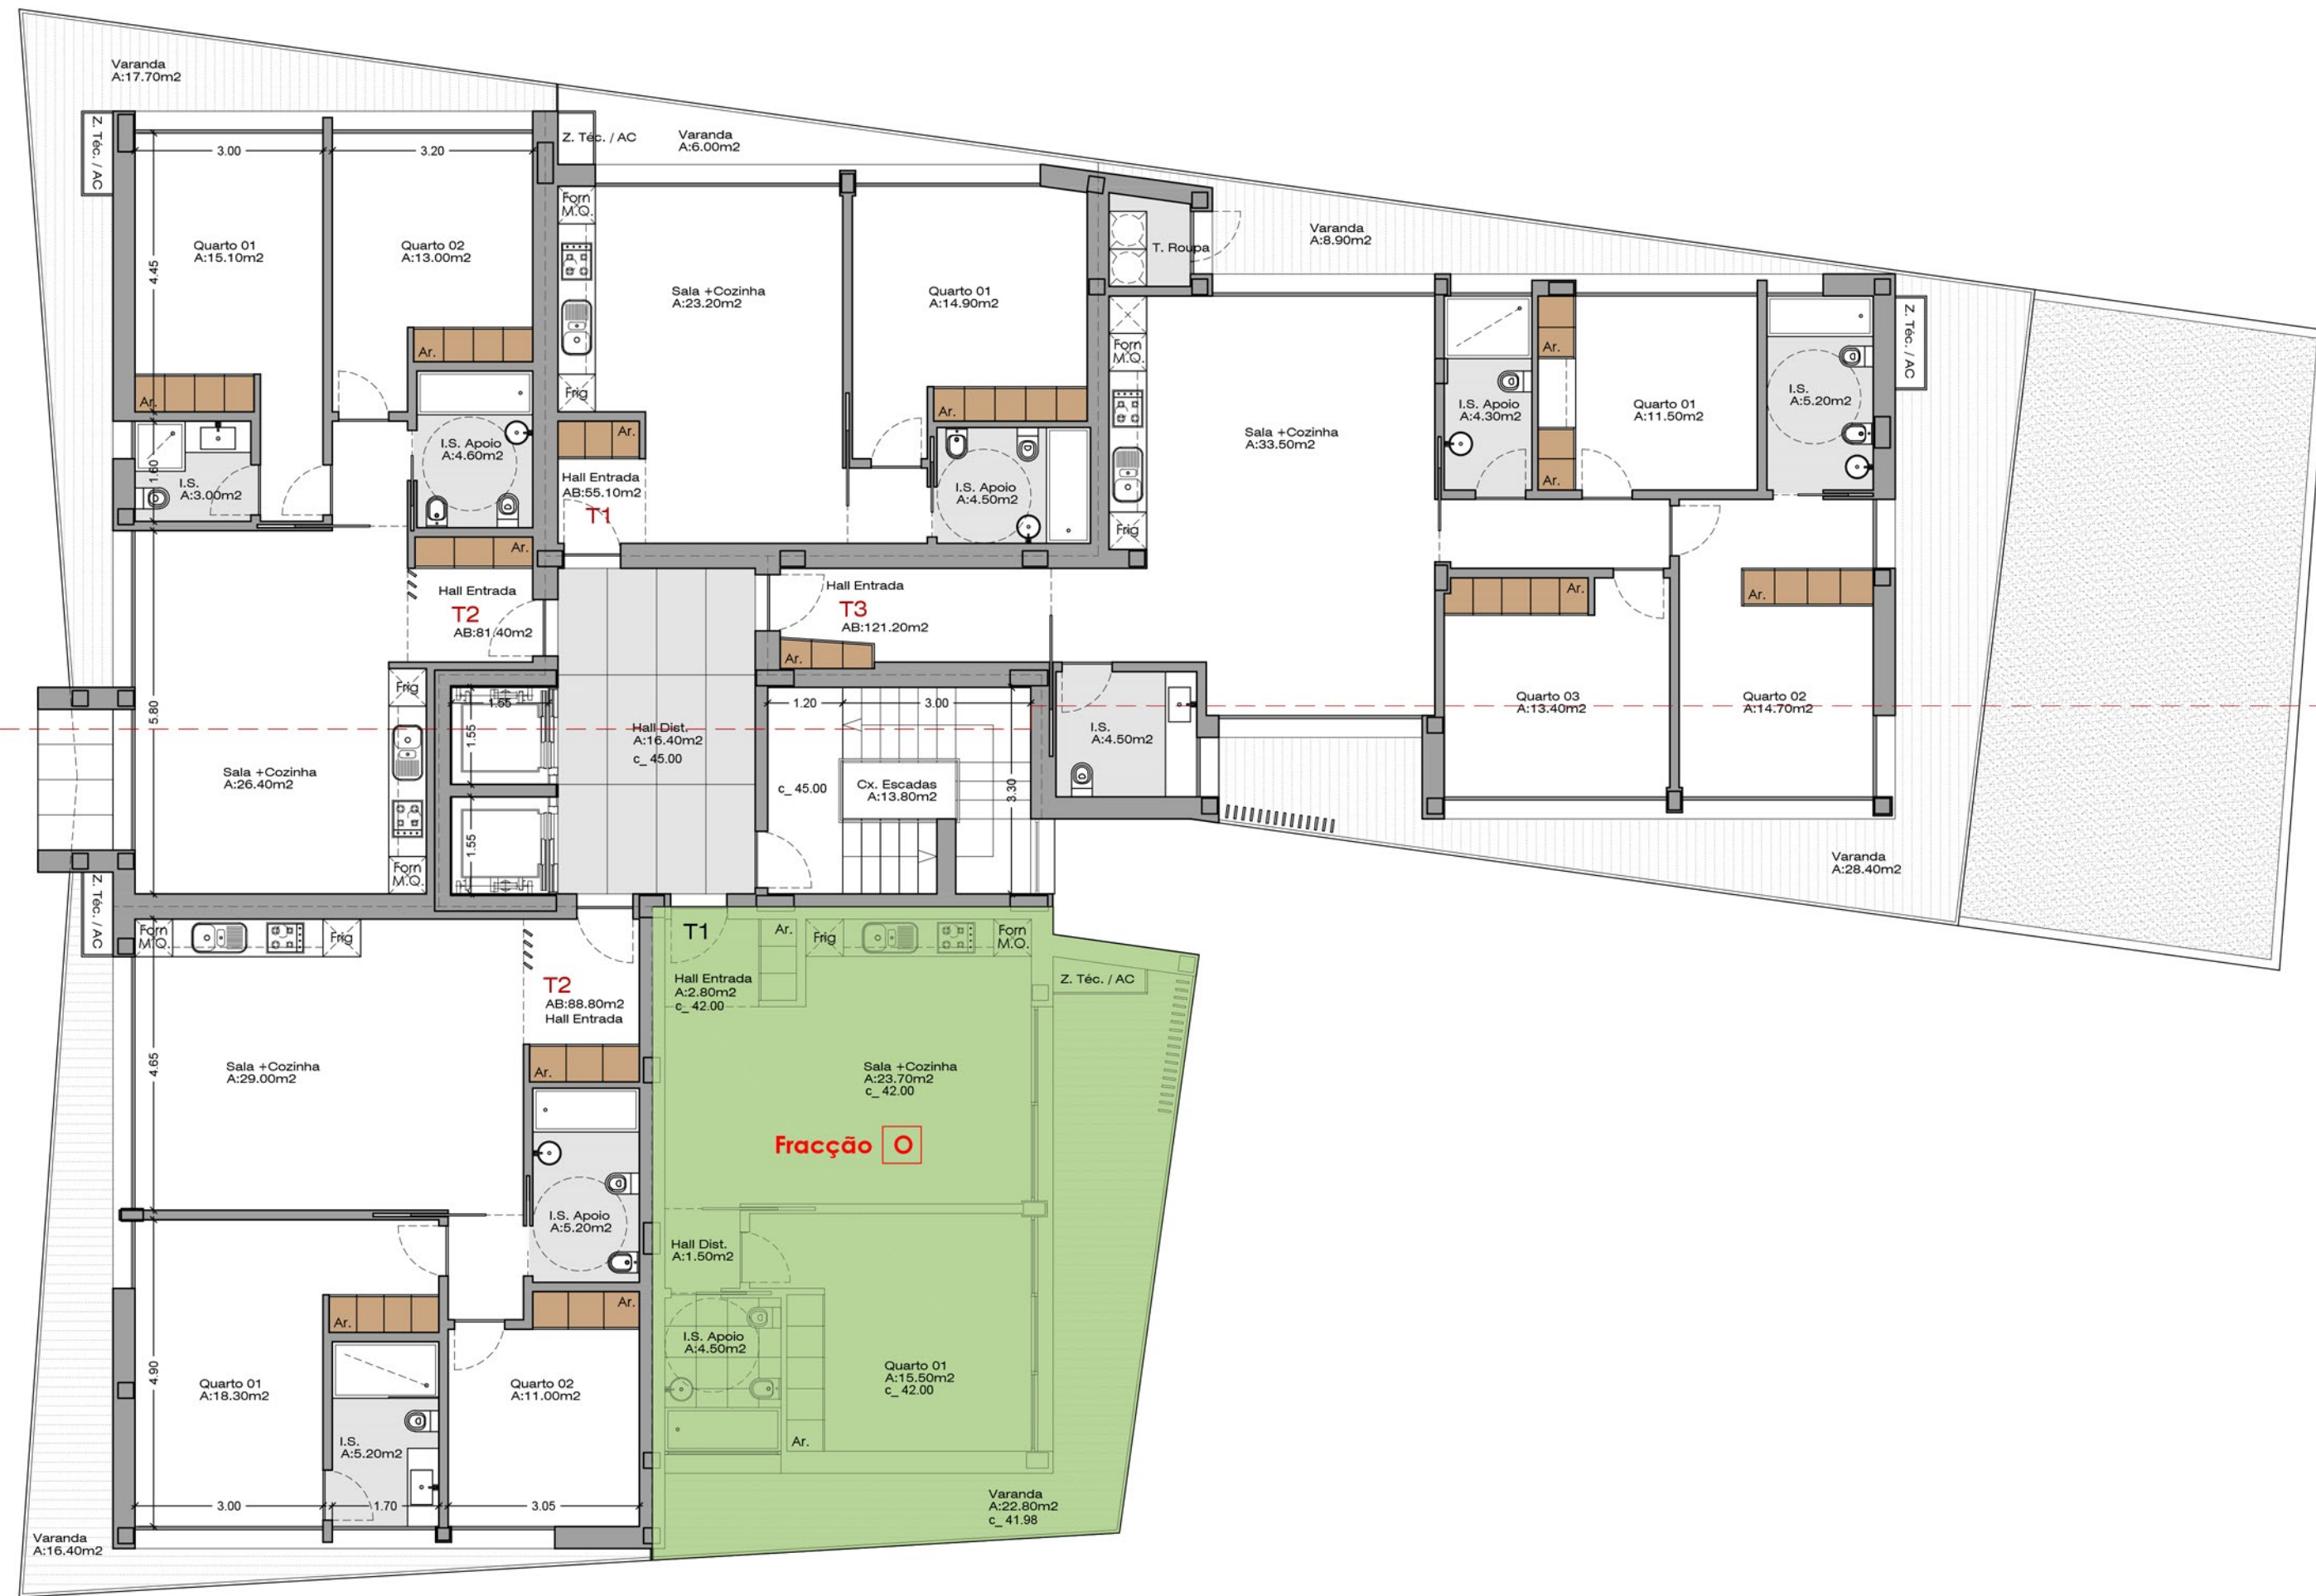 Varanda
A:17.70m2
Z. Téc. / AC
3.00
3.20
4.45
Quarto 01
A:15.10m2
Quarto 02
A:13.00m2
Ar.
Ar.
1.60
I.S.
A:3.00m2
I.S. Apoio
A:4.60m2
Ar.
Hall Entrada
T2
AB:81.40m2
5.80
Sala +Cozinha
A:26.40m2
Frig
Forn
M.Q.
Z. Téc. / AC
Z. Téc. / AC
Varanda
A:6.00m2
Forn
M.Q.
Frig
Sala +Cozinha
A:23.20m2
Quarto 01
A:14.90m2
Ar.
Ar.
Hall Entrada
AB:55.10m2
T1
I.S. Apoio
A:4.50m2
T. Roupa
Varanda
A:8.90m2
Forn
M.Q.
Frig
Sala +Cozinha
A:33.50m2
I.S. Apoio
A:4.30m2
Ar.
Ar.
Quarto 01
A:11.50m2
I.S.
A:5.20m2
Z. Téc. / AC
Hall Entrada
T3
AB:121.20m2
Ar.
Ar.
Ar.
Quarto 03
A:13.40m2
Quarto 02
A:14.70m2
I.S.
A:4.50m2
Varanda
A:28.40m2
1.55
1.55
1.55
Hall Dist.
A:16.40m2
c_ 45.00
1.20
3.00
3.30
c_ 45.00
Cx. Escadas
A:13.80m2
Forn
M.Q.
Frig
T2
AB:88.80m2
Hall Entrada
Ar.
4.65
Sala +Cozinha
A:29.00m2
I.S. Apoio
A:5.20m2
Ar.
Ar.
4.90
Quarto 01
A:18.30m2
Quarto 02
A:11.00m2
I.S.
A:5.20m2
3.00
1.70
3.05
Varanda
A:16.40m2
T1
Ar.
Frig
Forn
M.Q.
Hall Entrada
A:2.80m2
c_ 42.00
Z. Téc. / AC
Sala +Cozinha
A:23.70m2
c_ 42.00
Fracção O
Hall Dist.
A:1.50m2
I.S. Apoio
A:4.50m2
Quarto 01
A:15.50m2
c_ 42.00
Ar.
Varanda
A:22.80m2
c_ 41.98